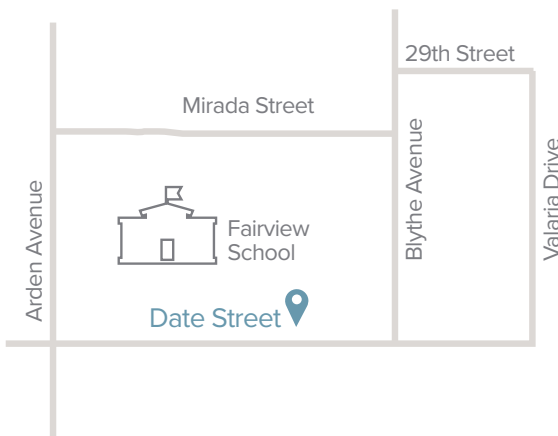 29th Street
Mirada Street
Arden Avenue
Blythe Avenue
Valaria Drive
Fairview
School
Date Street